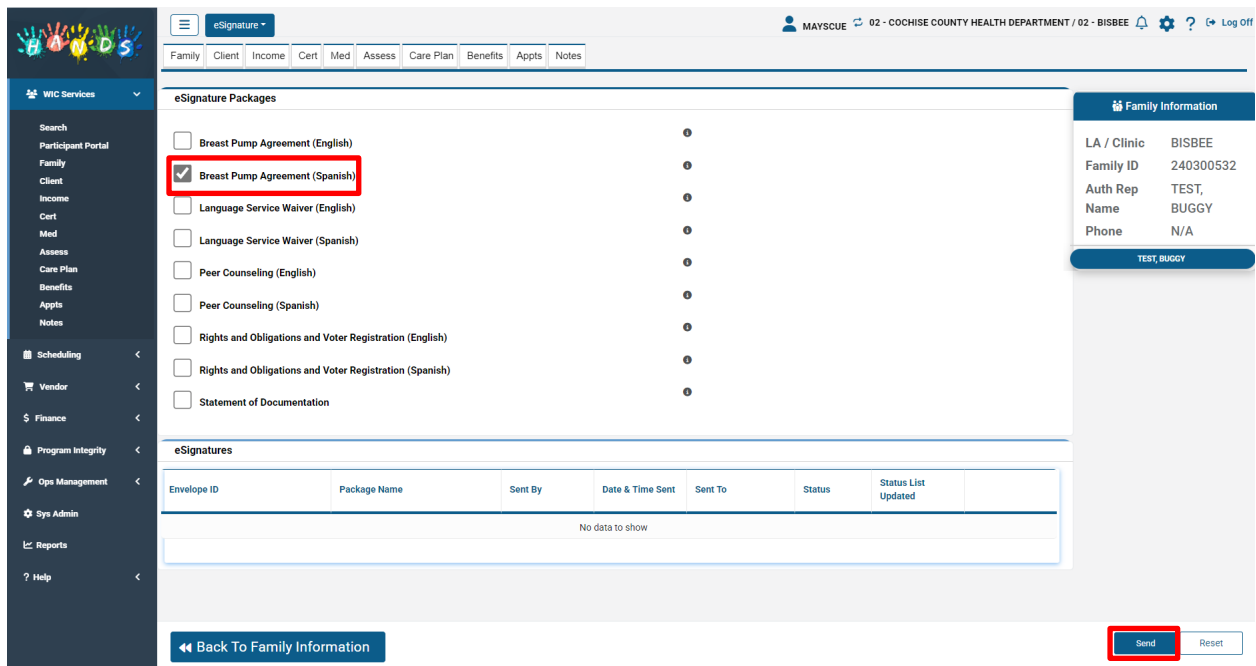 HANDS
eSignature
MAYSCUE 02 - COCHISE COUNTY HEALTH DEPARTMENT / 02 - BISBEE ? Log Off
Family Client Income Cert Med Assess Care Plan Benefits Appts Notes
WIC Services
Search
Participant Portal
Family
Client
Income
Cert
Med
Assess
Care Plan
Benefits
Appts
Notes
Scheduling
Vendor
$ Finance
Program Integrity
Ops Management
Sys Admin
Reports
? Help
eSignature Packages
Breast Pump Agreement (English)
Breast Pump Agreement (Spanish)
Language Service Waiver (English)
Language Service Waiver (Spanish)
Peer Counseling (English)
Peer Counseling (Spanish)
Rights and Obligations and Voter Registration (English)
Rights and Obligations and Voter Registration (Spanish)
Statement of Documentation
eSignatures
Envelope ID Package Name Sent By Date & Time Sent Sent To Status Status List Updated
No data to show
Family Information
LA / Clinic BISBEE
Family ID 240300532
Auth Rep Name TEST, BUGGY
Phone N/A
TEST, BUGGY
Back To Family Information
Send Reset